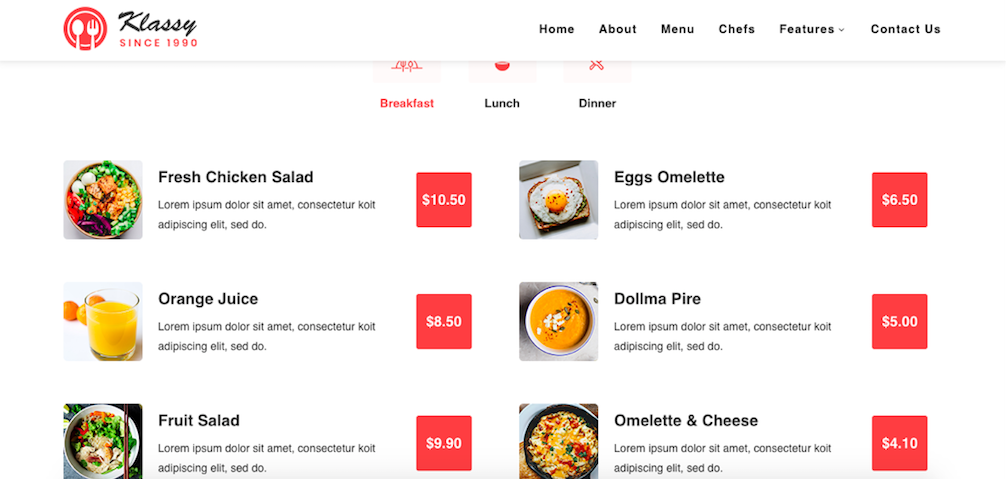 Klassy
SINCE 1990
Home About Menu Chefs Features Contact Us
Breakfast Lunch Dinner
Fresh Chicken Salad
Lorem ipsum dolor sit amet, consectetur koit
adipiscing elit, sed do.
$10.50
Eggs Omelette
Lorem ipsum dolor sit amet, consectetur koit
adipiscing elit, sed do.
$6.50
Orange Juice
Lorem ipsum dolor sit amet, consectetur koit
adipiscing elit, sed do.
$8.50
Dollma Pire
Lorem ipsum dolor sit amet, consectetur koit
adipiscing elit, sed do.
$5.00
Fruit Salad
Lorem ipsum dolor sit amet, consectetur koit
adipiscing elit, sed do.
$9.90
Omelette & Cheese
Lorem ipsum dolor sit amet, consectetur koit
adipiscing elit, sed do.
$4.10